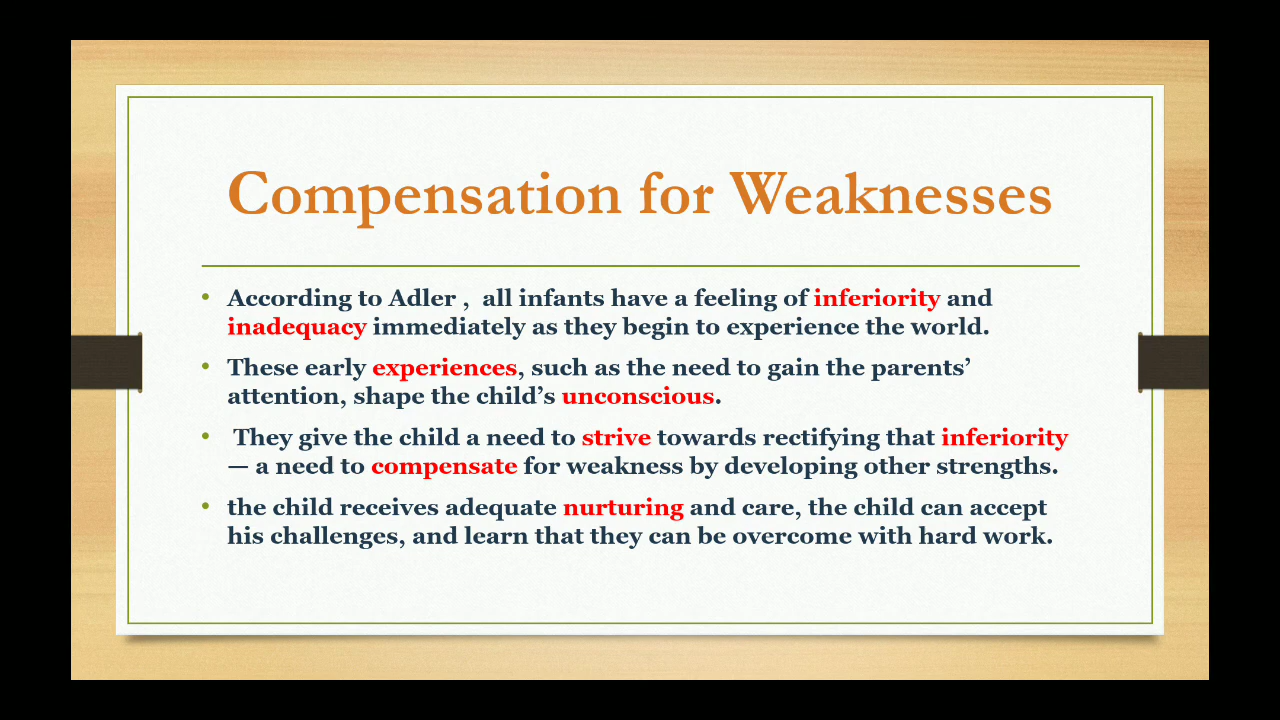 Compensation for Weaknesses
• According to Adler ,  all infants have a feeling of inferiority and
inadequacy immediately as they begin to experience the world.
• These early experiences, such as the need to gain the parents’
attention, shape the child’s unconscious.
•  They give the child a need to strive towards rectifying that inferiority
— a need to compensate for weakness by developing other strengths.
• the child receives adequate nurturing and care, the child can accept
his challenges, and learn that they can be overcome with hard work.